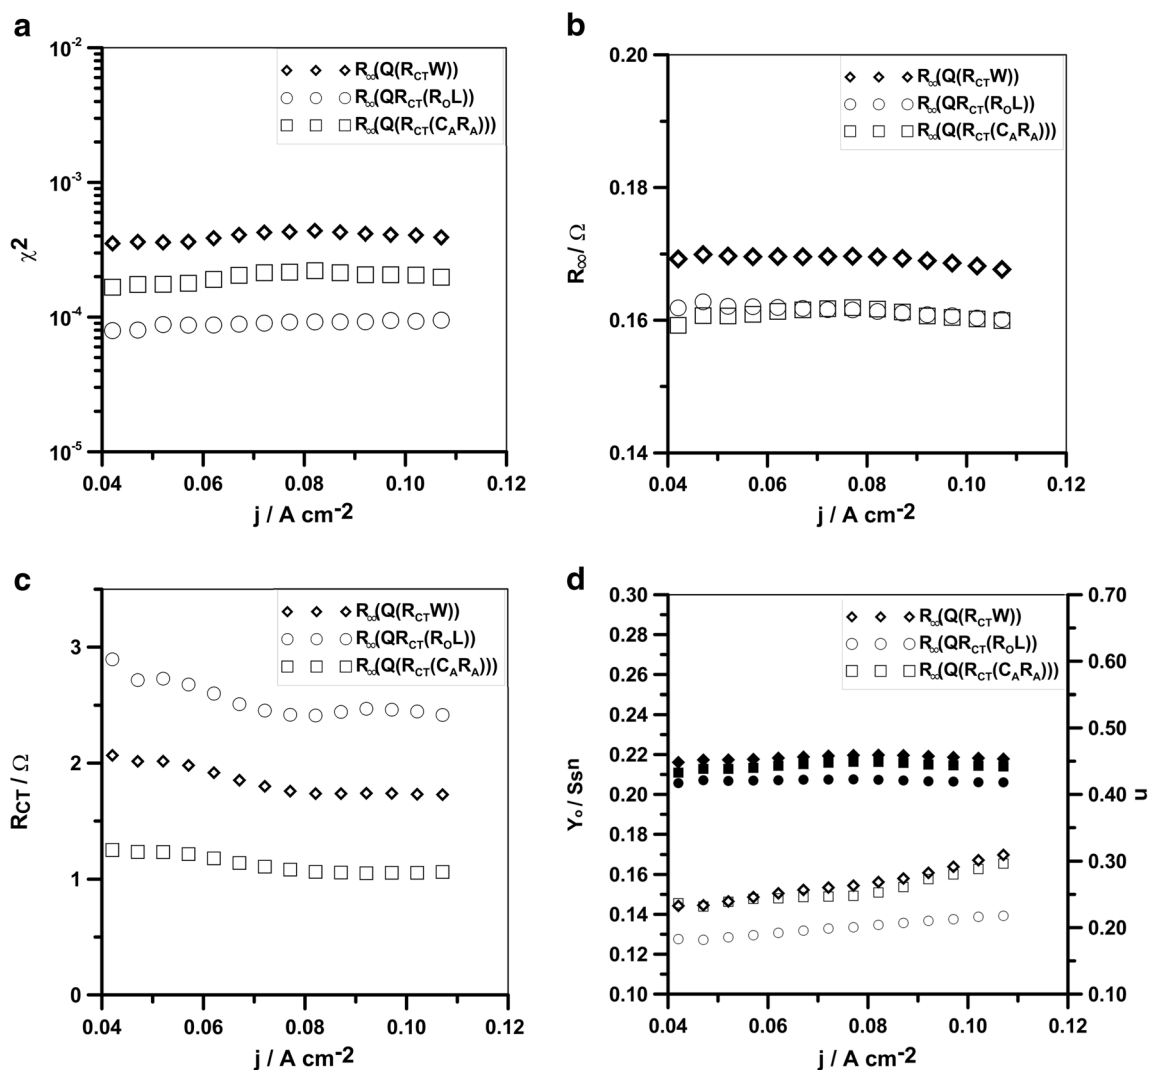 a
10-2
10-3
10-4
10-5
χ2
0.04 0.06 0.08 0.10 0.12
j / A cm-2
R∞(Q(RCTW))
R∞(QRCT(ROL))
R∞(Q(RCT(CARA)))
b
0.20
0.18
0.16
0.14
R∞/ Ω
0.04 0.06 0.08 0.10 0.12
j / A cm-2
R∞(Q(RCTW))
R∞(QRCT(ROL))
R∞(Q(RCT(CARA)))
c
3
2
1
0
RCT / Ω
0.04 0.06 0.08 0.10 0.12
j / A cm-2
R∞(Q(RCTW))
R∞(QRCT(ROL))
R∞(Q(RCT(CARA)))
d
0.30
0.28
0.26
0.24
0.22
0.20
0.18
0.16
0.14
0.12
0.10
Yo / Ssn
0.70
0.60
0.50
0.40
0.30
0.20
0.10
n
0.04 0.06 0.08 0.10 0.12
j / A cm-2
R∞(Q(RCTW))
R∞(QRCT(ROL))
R∞(Q(RCT(CARA)))